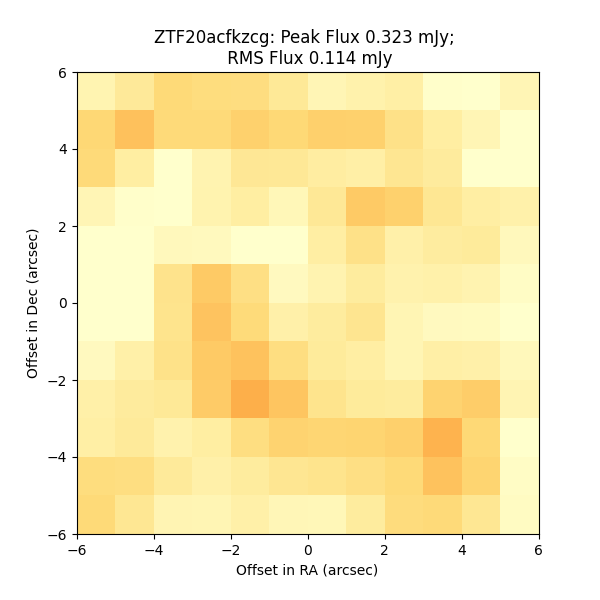 ZTF20acfkzcg: Peak Flux 0.323 mJy;
RMS Flux 0.114 mJy
6
4
2
0
−2
−4
−6
Offset in Dec (arcsec)
−6 −4 −2 0 2 4 6
Offset in RA (arcsec)